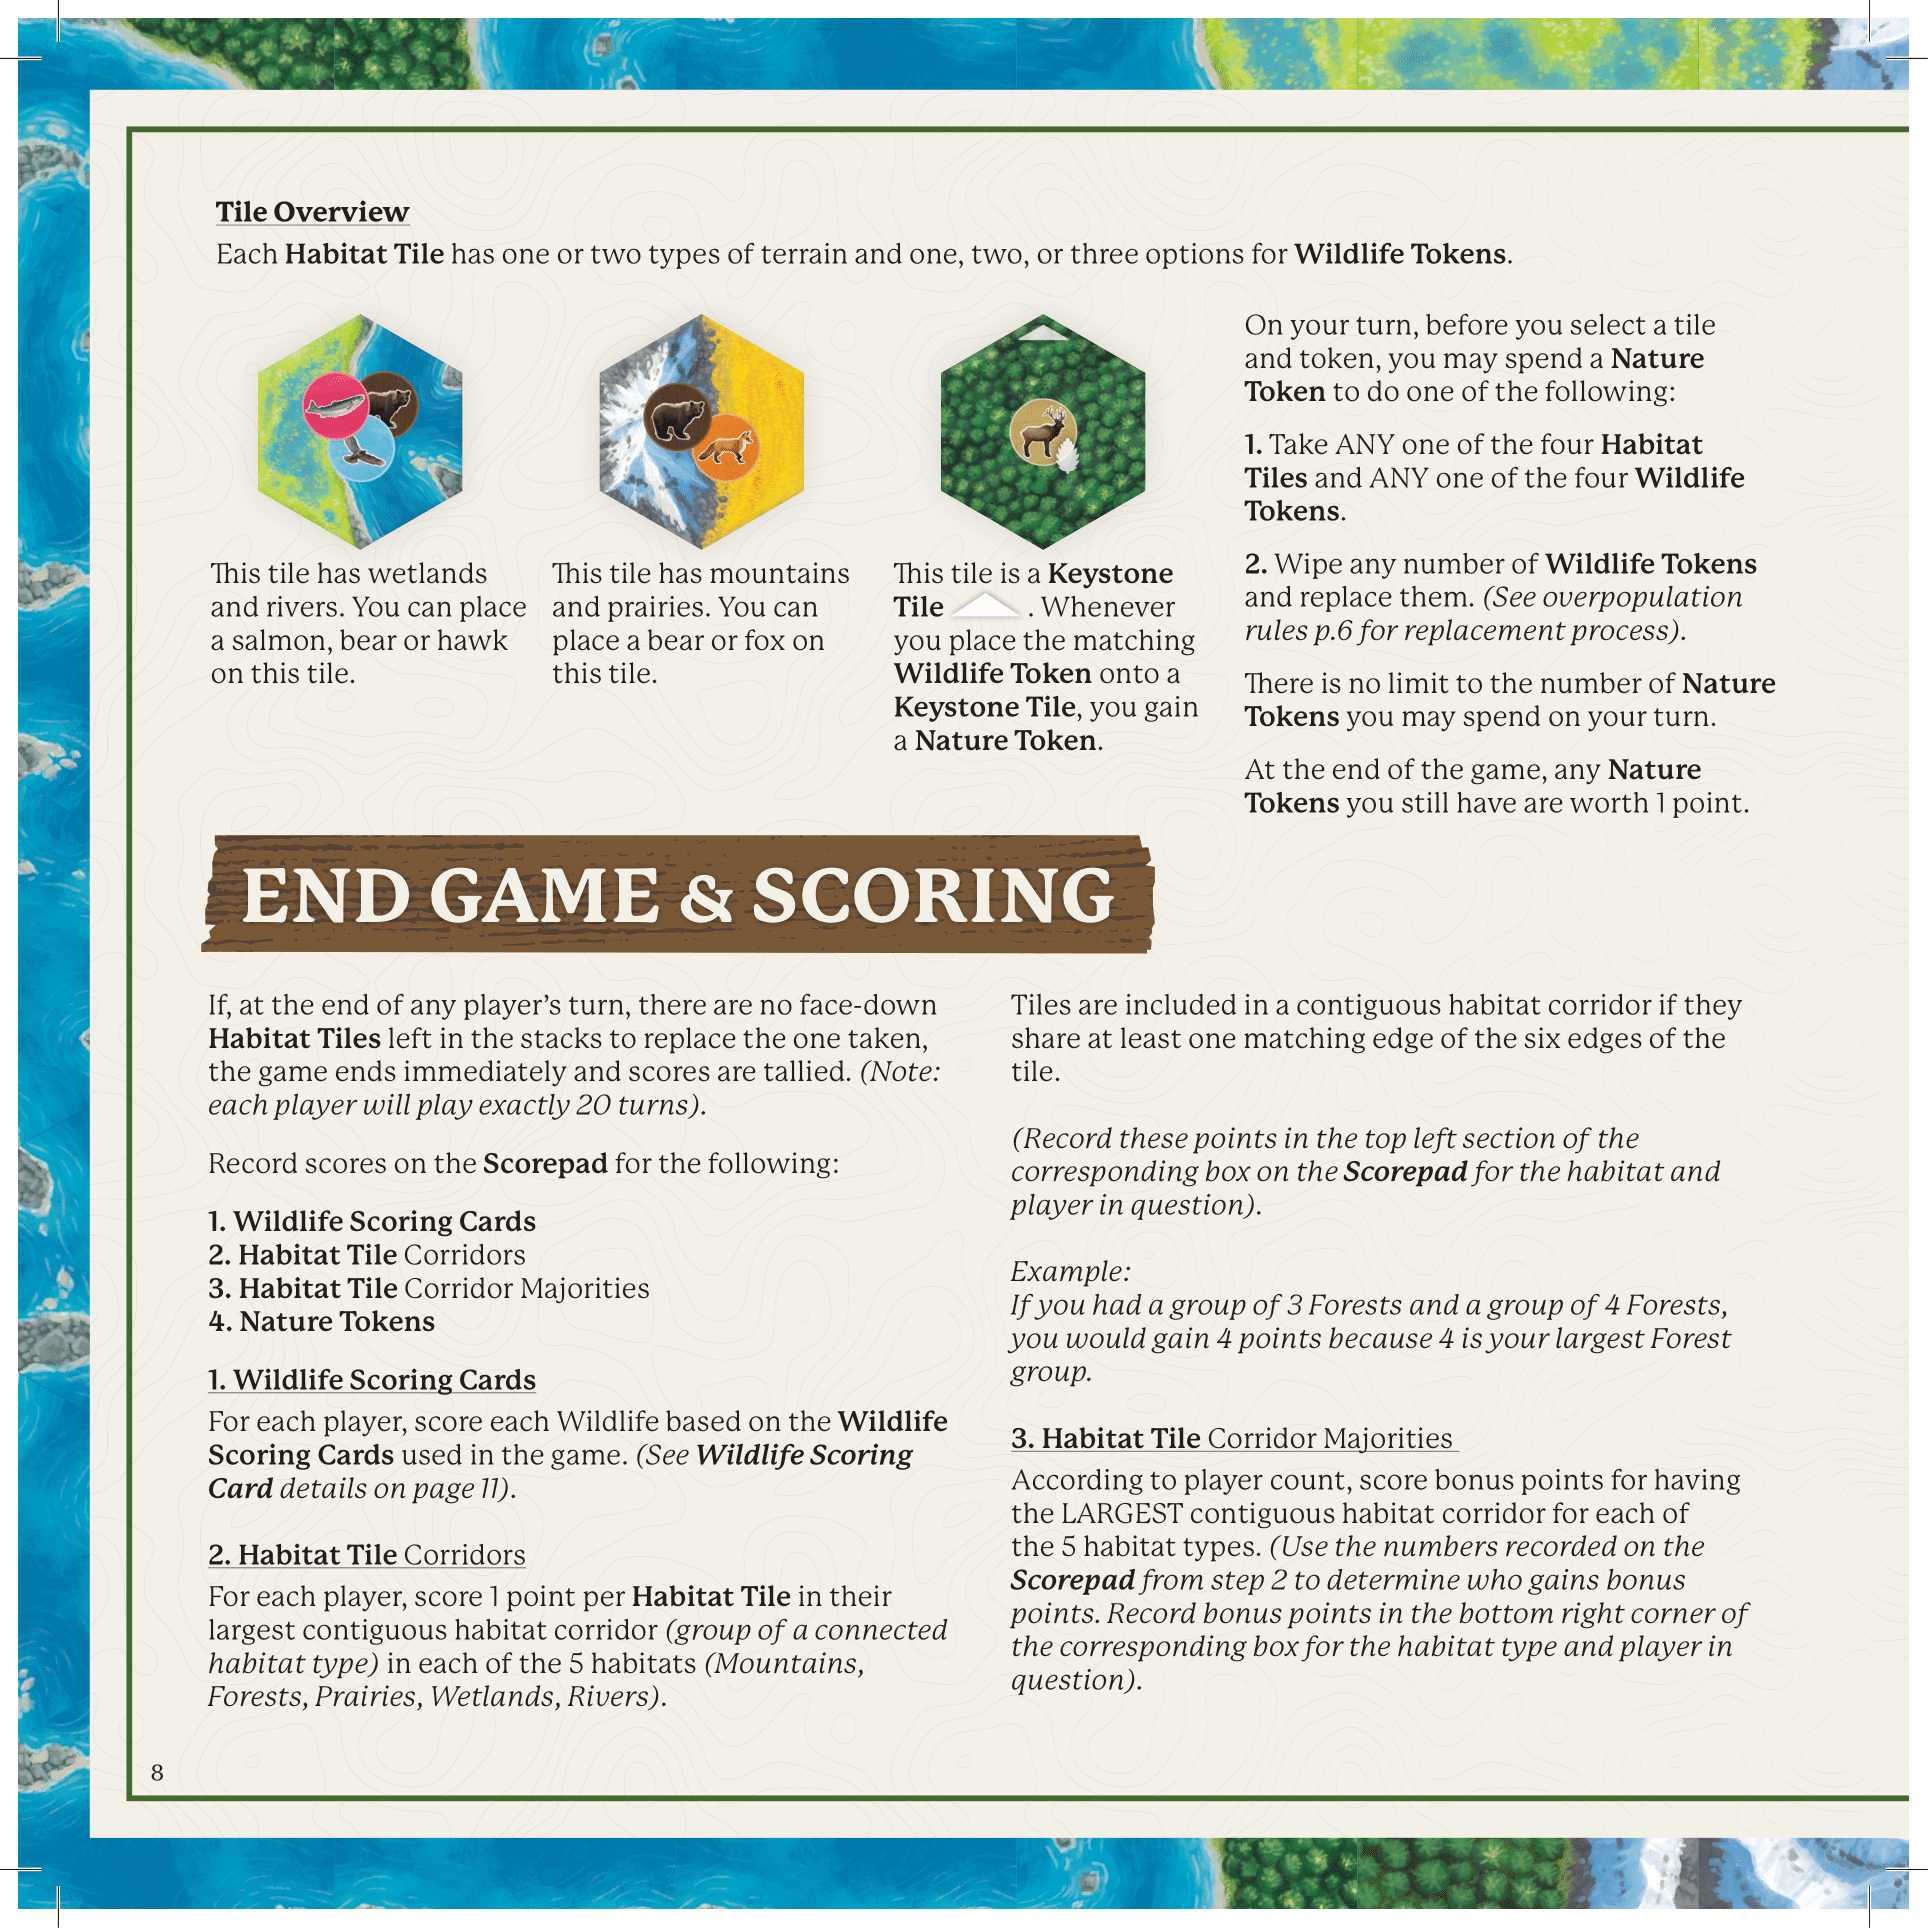 Tile Overview
Each Habitat Tile has one or two types of terrain and one, two, or three options for Wildlife Tokens.
This tile has wetlands
and rivers. You can place
a salmon, bear or hawk
on this tile.
This tile has mountains
and prairies. You can
place a bear or fox on
this tile.
This tile is a Keystone
Tile . Whenever
you place the matching
Wildlife Token onto a
Keystone Tile, you gain
a Nature Token.
On your turn, before you select a tile
and token, you may spend a Nature
Token to do one of the following:
1. Take ANY one of the four Habitat
Tiles and ANY one of the four Wildlife
Tokens.
2. Wipe any number of Wildlife Tokens
and replace them. (See overpopulation
rules p.6 for replacement process).
There is no limit to the number of Nature
Tokens you may spend on your turn.
At the end of the game, any Nature
Tokens you still have are worth 1 point.
END GAME & SCORING
If, at the end of any player’s turn, there are no face-down
Habitat Tiles left in the stacks to replace the one taken,
the game ends immediately and scores are tallied. (Note:
each player will play exactly 20 turns).
Record scores on the Scorepad for the following:
1. Wildlife Scoring Cards
2. Habitat Tile Corridors
3. Habitat Tile Corridor Majorities
4. Nature Tokens
1. Wildlife Scoring Cards
For each player, score each Wildlife based on the Wildlife
Scoring Cards used in the game. (See Wildlife Scoring
Card details on page 11).
2. Habitat Tile Corridors
For each player, score 1 point per Habitat Tile in their
largest contiguous habitat corridor (group of a connected
habitat type) in each of the 5 habitats (Mountains,
Forests, Prairies, Wetlands, Rivers).
Tiles are included in a contiguous habitat corridor if they
share at least one matching edge of the six edges of the
tile.
(Record these points in the top left section of the
corresponding box on the Scorepad for the habitat and
player in question).
Example:
If you had a group of 3 Forests and a group of 4 Forests,
you would gain 4 points because 4 is your largest Forest
group.
3. Habitat Tile Corridor Majorities
According to player count, score bonus points for having
the LARGEST contiguous habitat corridor for each of
the 5 habitat types. (Use the numbers recorded on the
Scorepad from step 2 to determine who gains bonus
points. Record bonus points in the bottom right corner of
the corresponding box for the habitat type and player in
question).
8